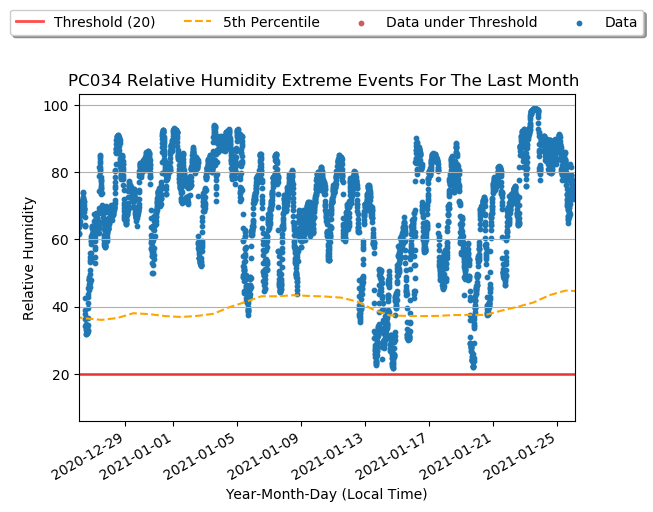 Threshold (20) 5th Percentile Data under Threshold Data
PC034 Relative Humidity Extreme Events For The Last Month
Relative Humidity
100
80
60
40
20
2020-12-29 2021-01-01 2021-01-05 2021-01-09 2021-01-13 2021-01-17 2021-01-21 2021-01-25
Year-Month-Day (Local Time)